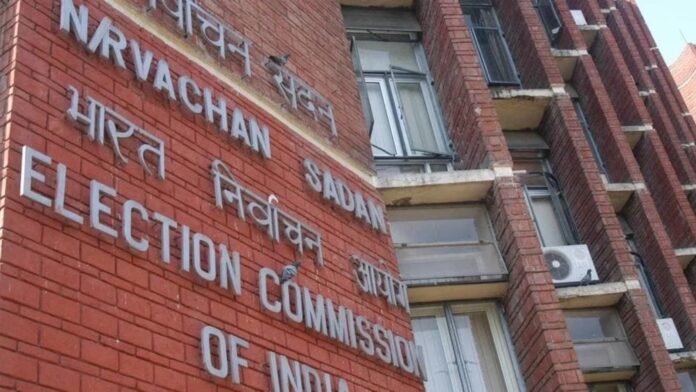 निर्वाचन सदन
NIRVACHAN SADAN
भारत निर्वाचन आयोग
ELECTION COMMISSION
OF INDIA